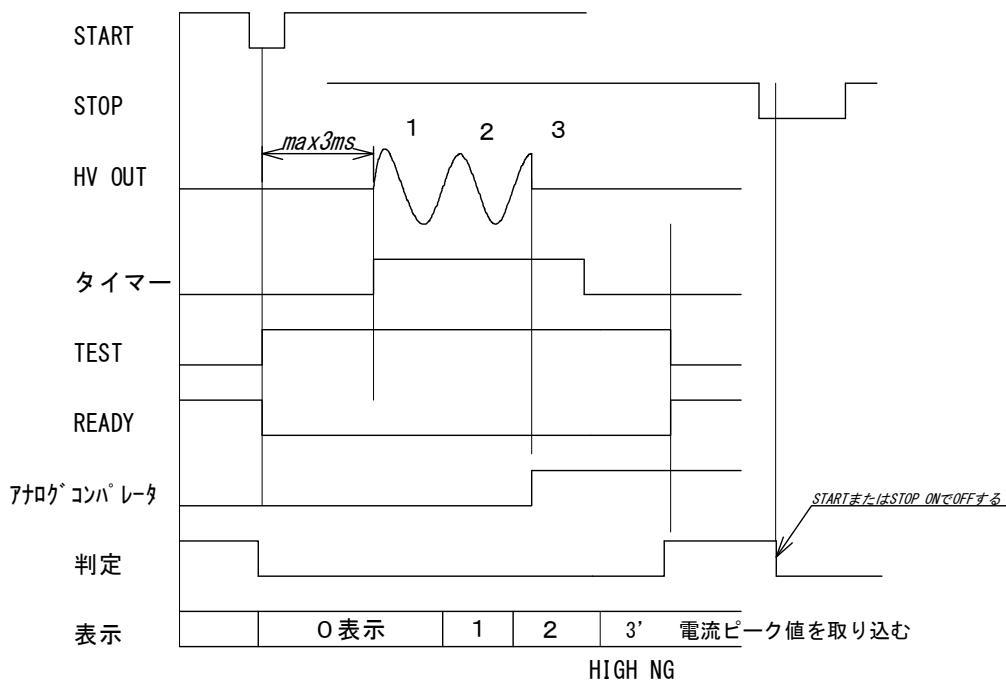 START
STOP
1 2 3
max3ms
HV OUT
タイマー
TEST
READY
ｱﾅﾛｸﾞｺﾝﾊﾟﾚｰﾀ
STARTまたはSTOP ONでOFFする
判定
表示 0表示 1 2 3' 電流ピーク値を取り込む
HIGH NG